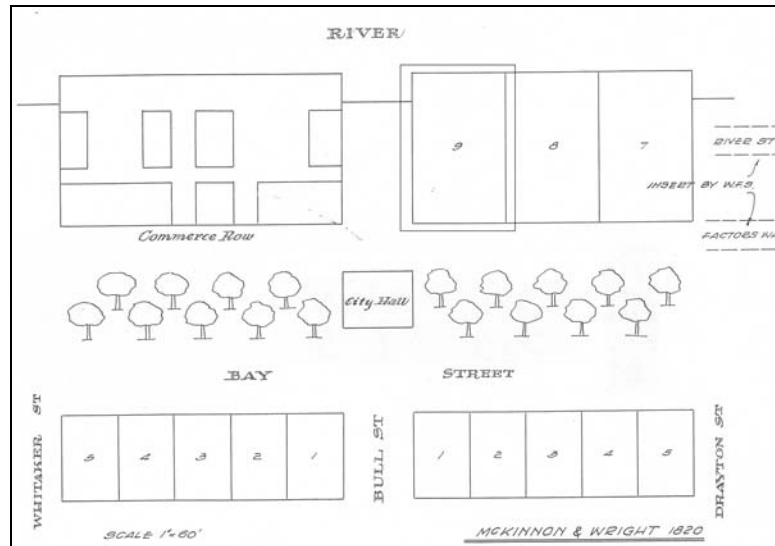 RIVER
9 8 7
RIVER ST
INSERT BY W.F.S.
FACTORS
Commerce Row
City Hall
BAY STREET
WHITAKER ST
5 4 3 2 1
BULL ST
1 2 3 4 5
DRAYTON ST
SCALE 1"=60'
McKINNON & WRIGHT 1820